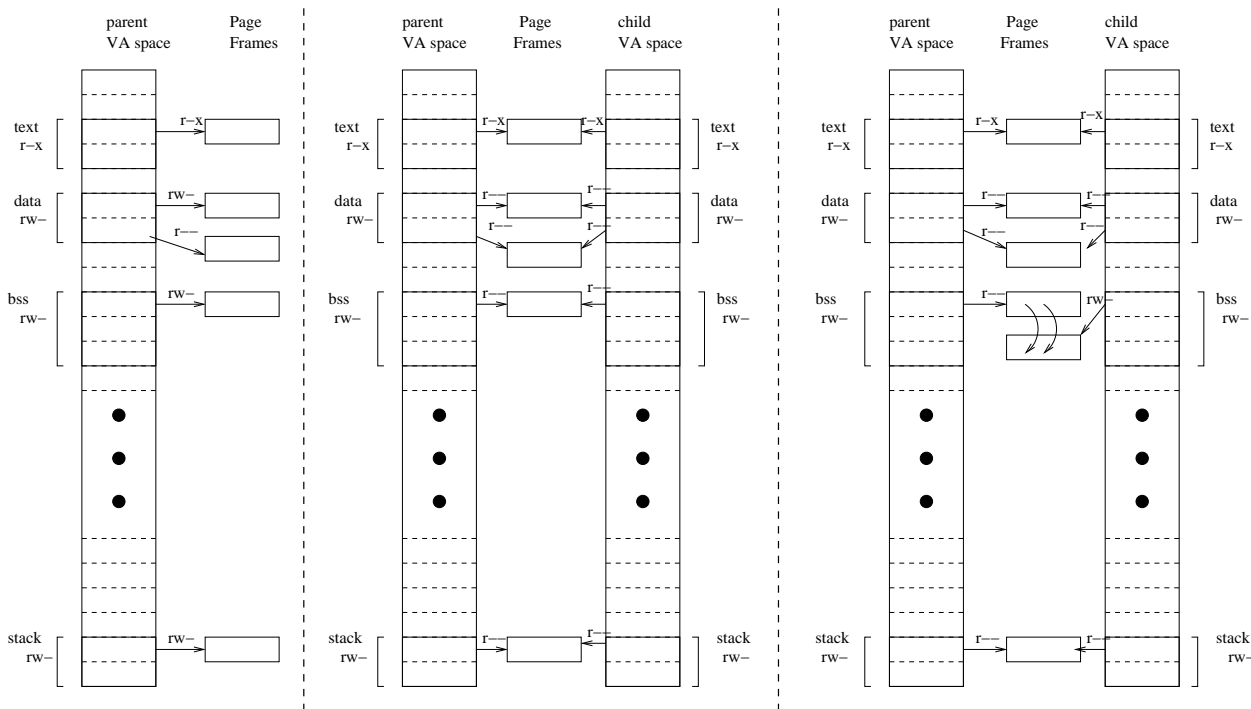 parent
VA space
Page
Frames
text
r–x
r–x
data
rw–
rw–
r––
bss
rw–
rw–
stack
rw–
rw–
parent
VA space
Page
Frames
child
VA space
text
r–x
r–x
r–x
text
r–x
data
rw–
r––
r––
data
rw–
r––
r––
bss
rw–
r––
r––
bss
rw–
stack
rw–
r––
r––
stack
rw–
parent
VA space
Page
Frames
child
VA space
text
r–x
r–x
r–x
text
r–x
data
rw–
r––
r––
data
rw–
r––
r––
bss
rw–
r––
rw–
bss
rw–
stack
rw–
r––
r––
stack
rw–